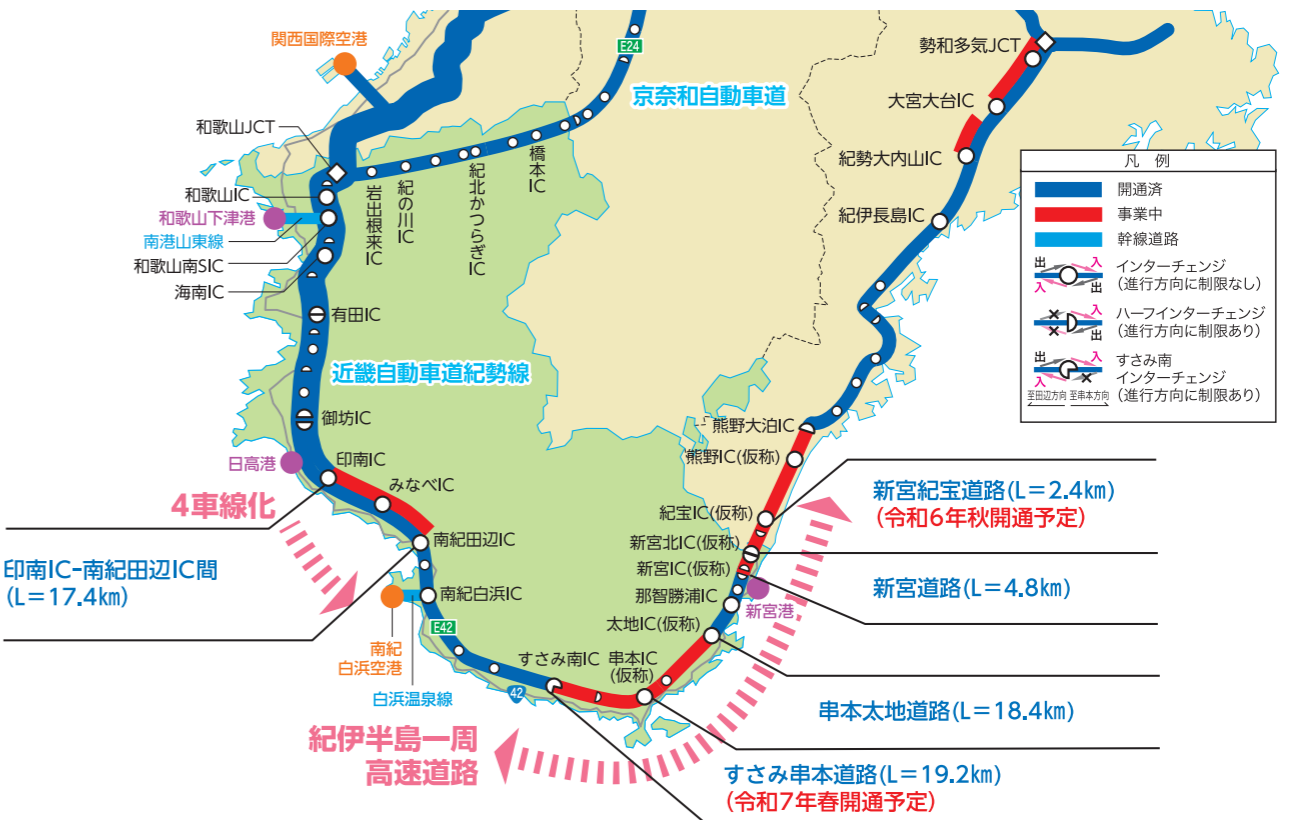 関西国際空港
E24
勢和多気JCT
京奈和自動車道
大宮大台IC
和歌山JCT
紀勢大内山IC
橋本IC
紀北かつらぎIC
紀の川IC
岩出根来IC
和歌山IC
和歌山下津港
南港山東線
和歌山南SIC
海南IC
紀伊長島IC
凡 例
開通済
事業中
幹線道路
出
入
入
出
インターチェンジ
(進行方向に制限なし)
×
入
×
出
ハーフインターチェンジ
(進行方向に制限あり)
出
入
入
×
至田辺方向
至串本方向
すさみ南
インターチェンジ
(進行方向に制限あり)
有田IC
近畿自動車道紀勢線
御坊IC
熊野大泊IC
熊野IC(仮称)
日高港
印南IC
みなべIC
4車線化
南紀田辺IC
印南IC-南紀田辺IC間
(L=17.4㎞)
紀宝IC(仮称)
新宮北IC(仮称)
新宮IC(仮称)
那智勝浦IC
新宮港
太地IC(仮称)
新宮紀宝道路(L=2.4㎞)
(令和6年秋開通予定)
新宮道路(L=4.8㎞)
南紀白浜IC
E42
南紀
白浜空港
白浜温泉線
すさみ南IC
串本IC
(仮称)
42
串本太地道路(L=18.4㎞)
紀伊半島一周
高速道路
すさみ串本道路(L=19.2㎞)
(令和7年春開通予定)